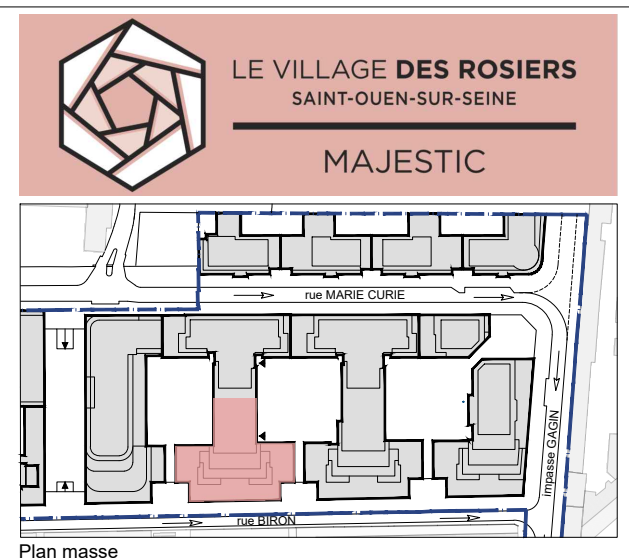 LE VILLAGE DES ROSIERS
SAINT-OUEN-SUR-SEINE
MAJESTIC
rue MARIE CURIE
impasse GAGIN
rue BIRON
Plan masse